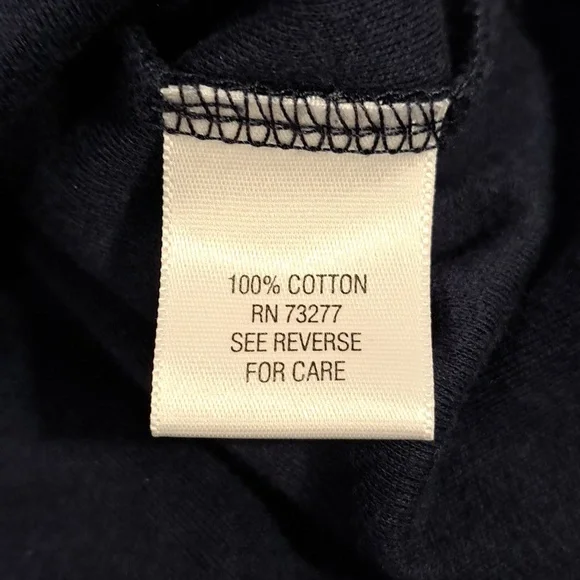 100% COTTON
RN 73277
SEE REVERSE
FOR CARE